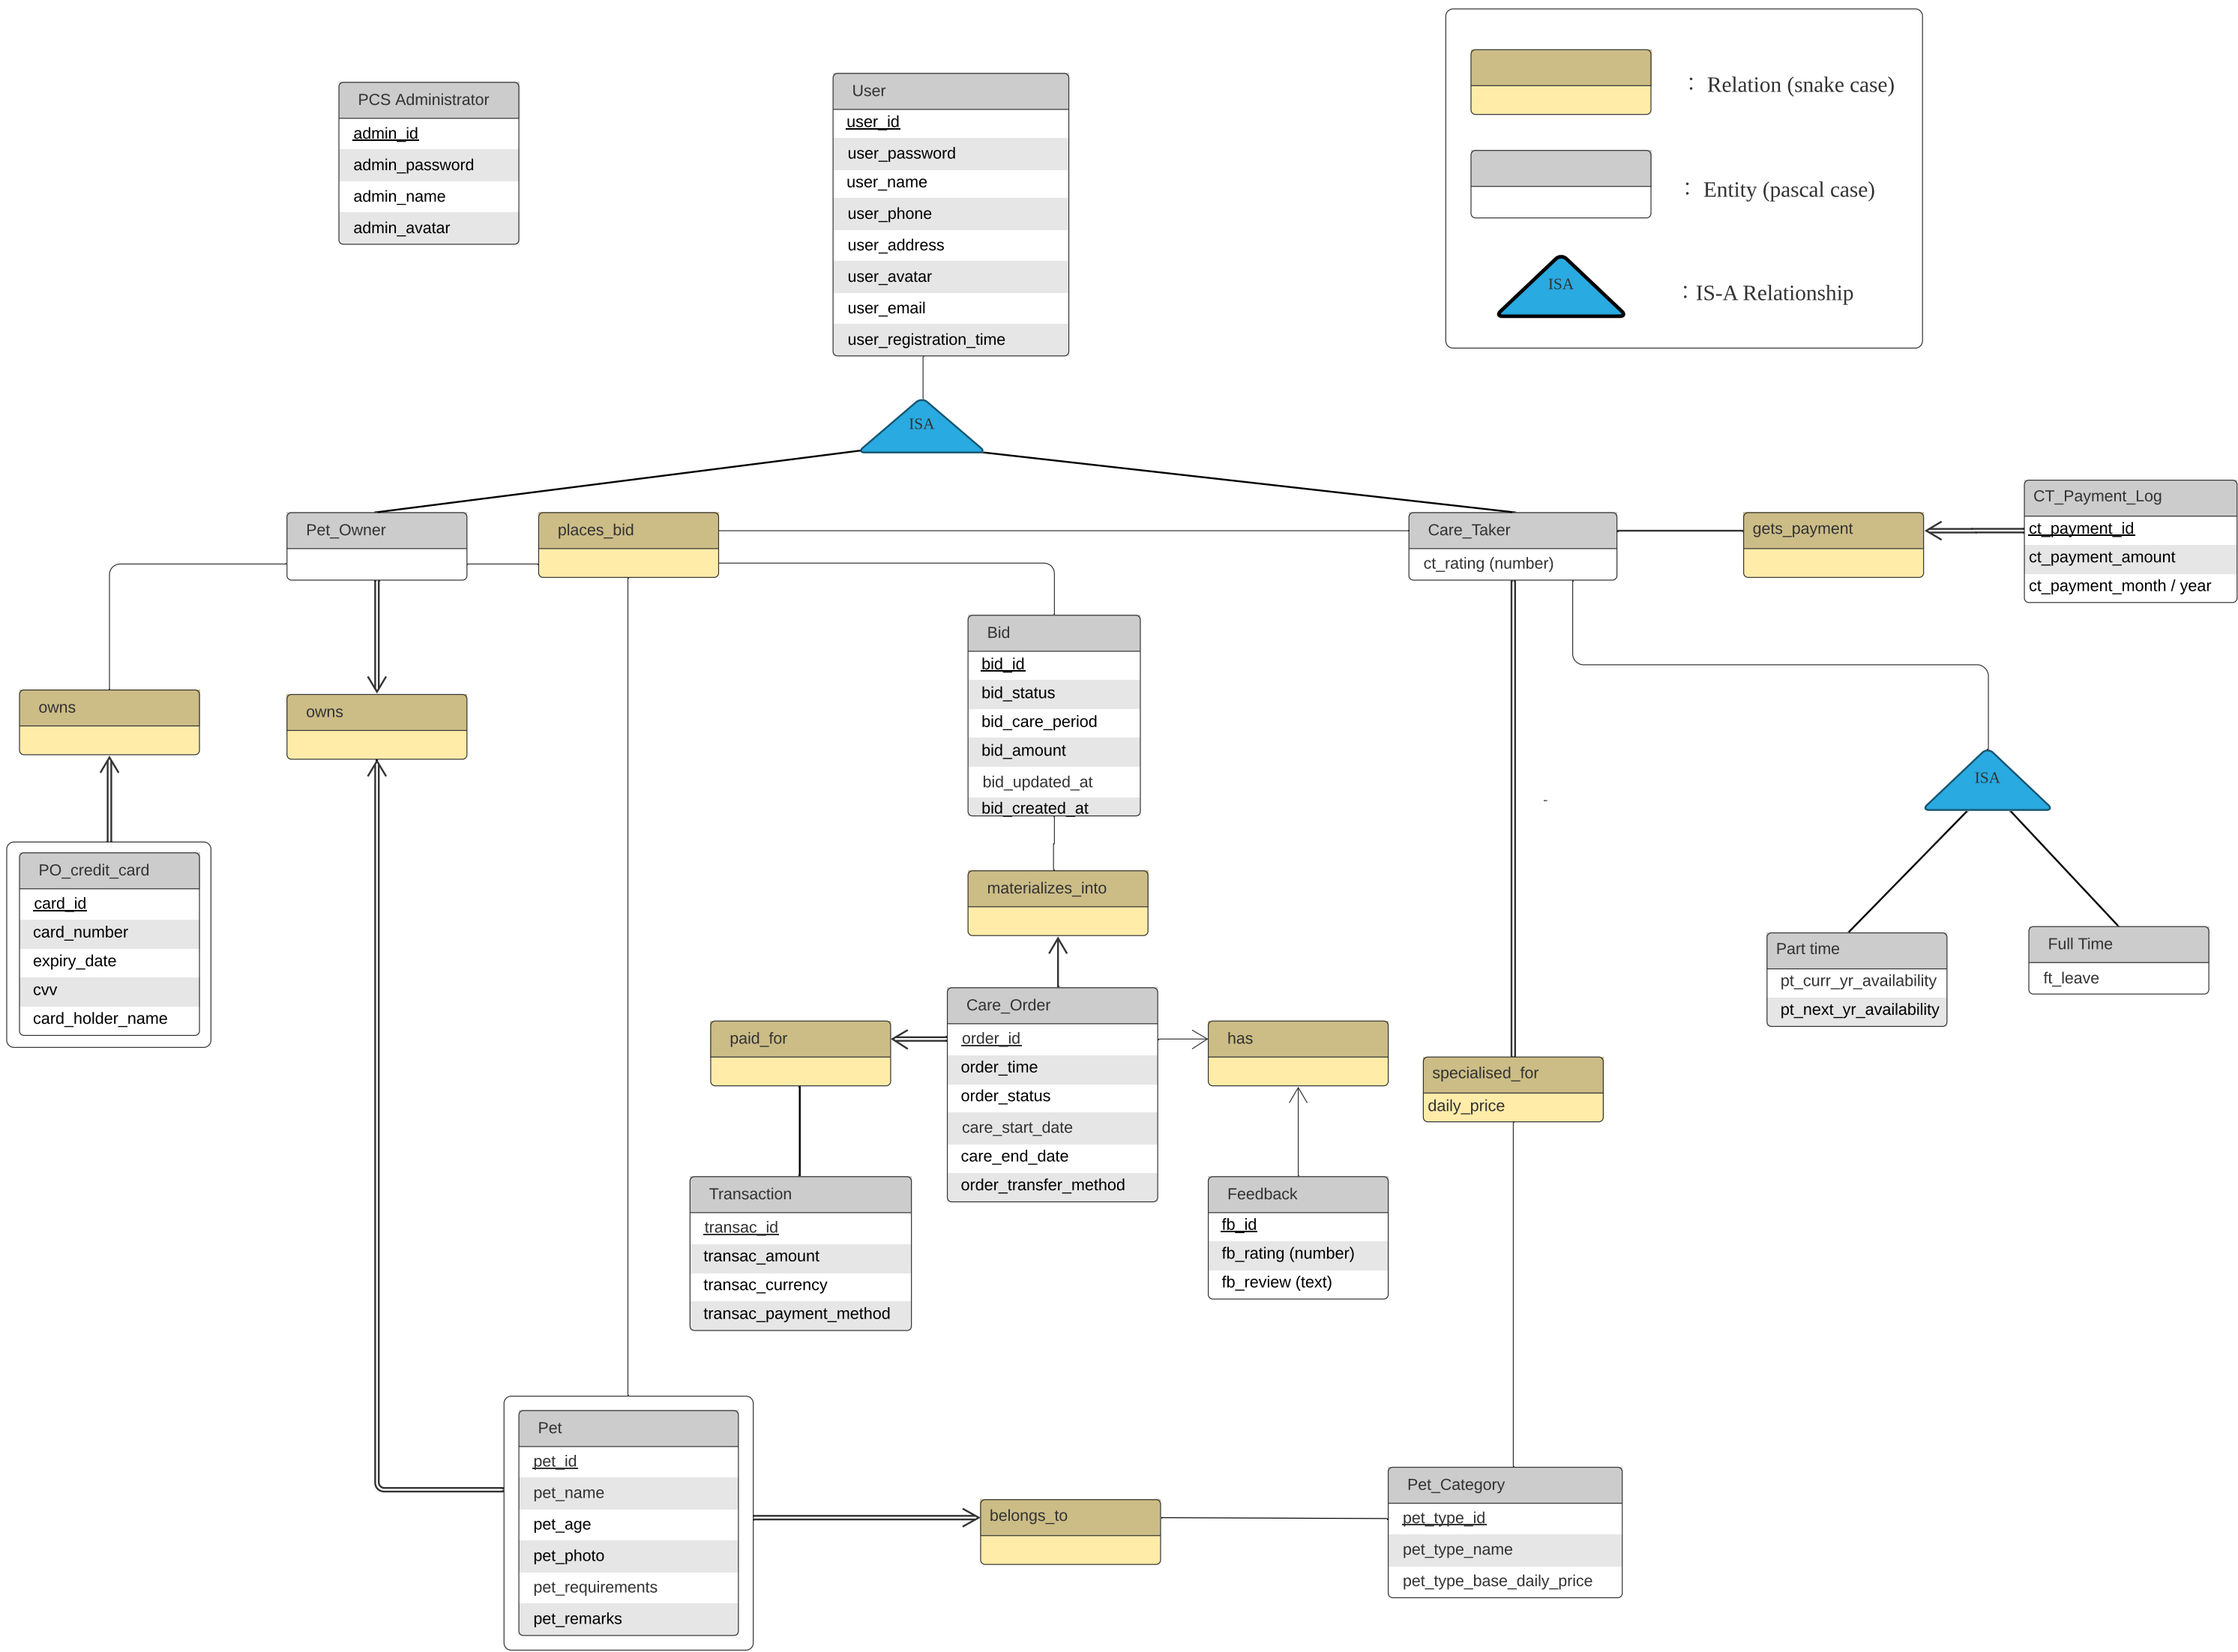 PCS Administrator
admin_id
admin_password
admin_name
admin_avatar
User
user_id
user_password
user_name
user_phone
user_address
user_avatar
user_email
user_registration_time
: Relation (snake case)
: Entity (pascal case)
ISA
: IS-A Relationship
ISA
Pet_Owner
places_bid
Care_Taker
ct_rating (number)
gets_payment
CT_Payment_Log
ct_payment_id
ct_payment_amount
ct_payment_month / year
Bid
bid_id
bid_status
bid_care_period
bid_amount
bid_updated_at
bid_created_at
owns
owns
ISA
-
PO_credit_card
card_id
card_number
expiry_date
cvv
card_holder_name
materializes_into
Part time
pt_curr_yr_availability
pt_next_yr_availability
Full Time
ft_leave
paid_for
Care_Order
order_id
order_time
order_status
care_start_date
care_end_date
order_transfer_method
has
specialised_for
daily_price
Transaction
transac_id
transac_amount
transac_currency
transac_payment_method
Feedback
fb_id
fb_rating (number)
fb_review (text)
Pet
pet_id
pet_name
pet_age
pet_photo
pet_requirements
pet_remarks
belongs_to
Pet_Category
pet_type_id
pet_type_name
pet_type_base_daily_price